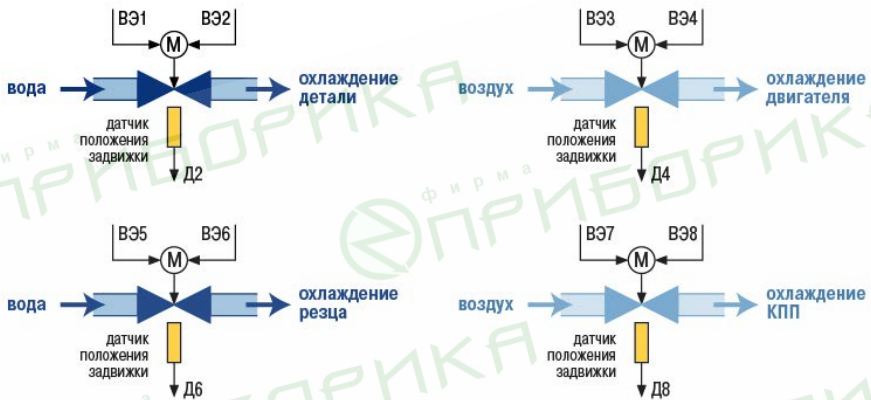 ВЭ1 ВЭ2
М
вода
охлаждение
детали
датчик
положения
задвижки
Д2
ВЭ3 ВЭ4
М
воздух
охлаждение
двигателя
датчик
положения
задвижки
Д4
ВЭ5 ВЭ6
М
вода
охлаждение
резца
датчик
положения
задвижки
Д6
ВЭ7 ВЭ8
М
воздух
охлаждение
КПП
датчик
положения
задвижки
Д8
фирма
ПРИБОРИКА
фирма
ПРИБОРИКА